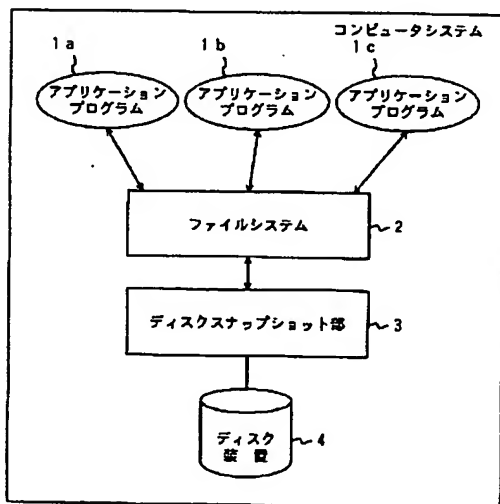 コンピュータシステム
1a 1b 1c
アプリケーション
プログラム
アプリケーション
プログラム
アプリケーション
プログラム
ファイルシステム
2
ディスクスナップショット部
3
ディスク
装置
4